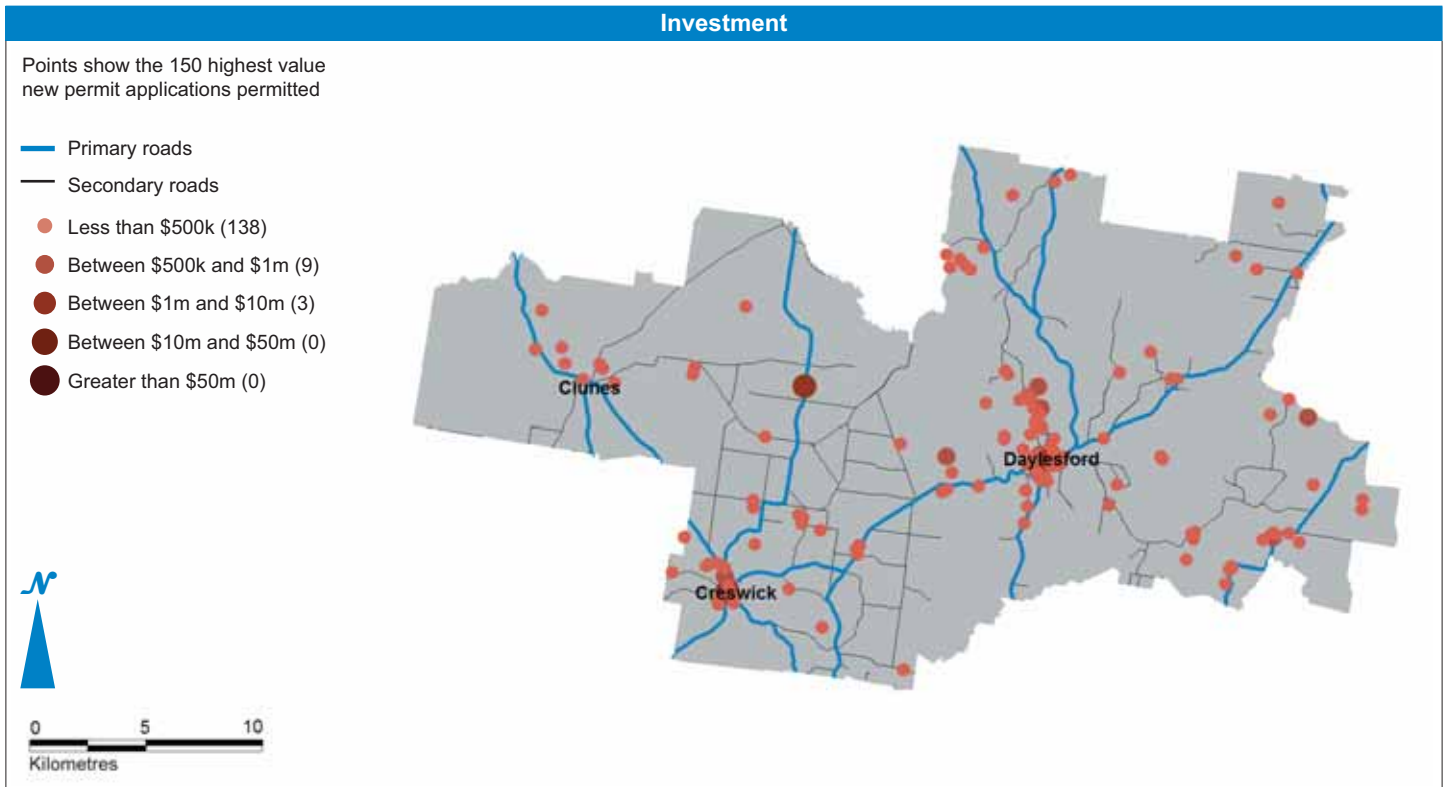 Investment
Points show the 150 highest value
new permit applications permitted
Primary roads
Secondary roads
Less than $500k (138)
Between $500k and $1m (9)
Between $1m and $10m (3)
Between $10m and $50m (0)
Greater than $50m (0)
Clunes
Daylesford
Creswick
N
0 5 10
Kilometres